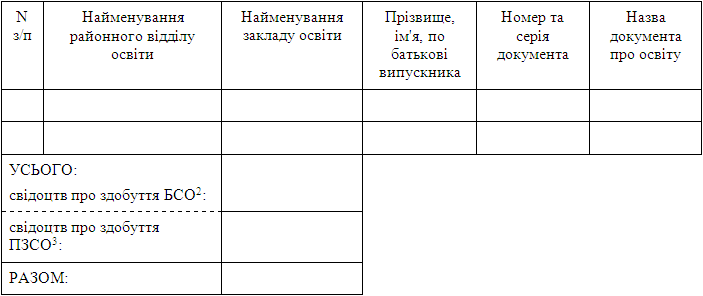 N
з/п
Найменування
районного відділу
освіти
Найменування
закладу освіти
Прізвище,
ім'я, по
батькові
випускника
Номер та
серія
документа
Назва
документа
про освіту
УСЬОГО:
свідоцтв про здобуття БСО²:
свідоцтв про здобуття
ПЗСО³:
РАЗОМ: